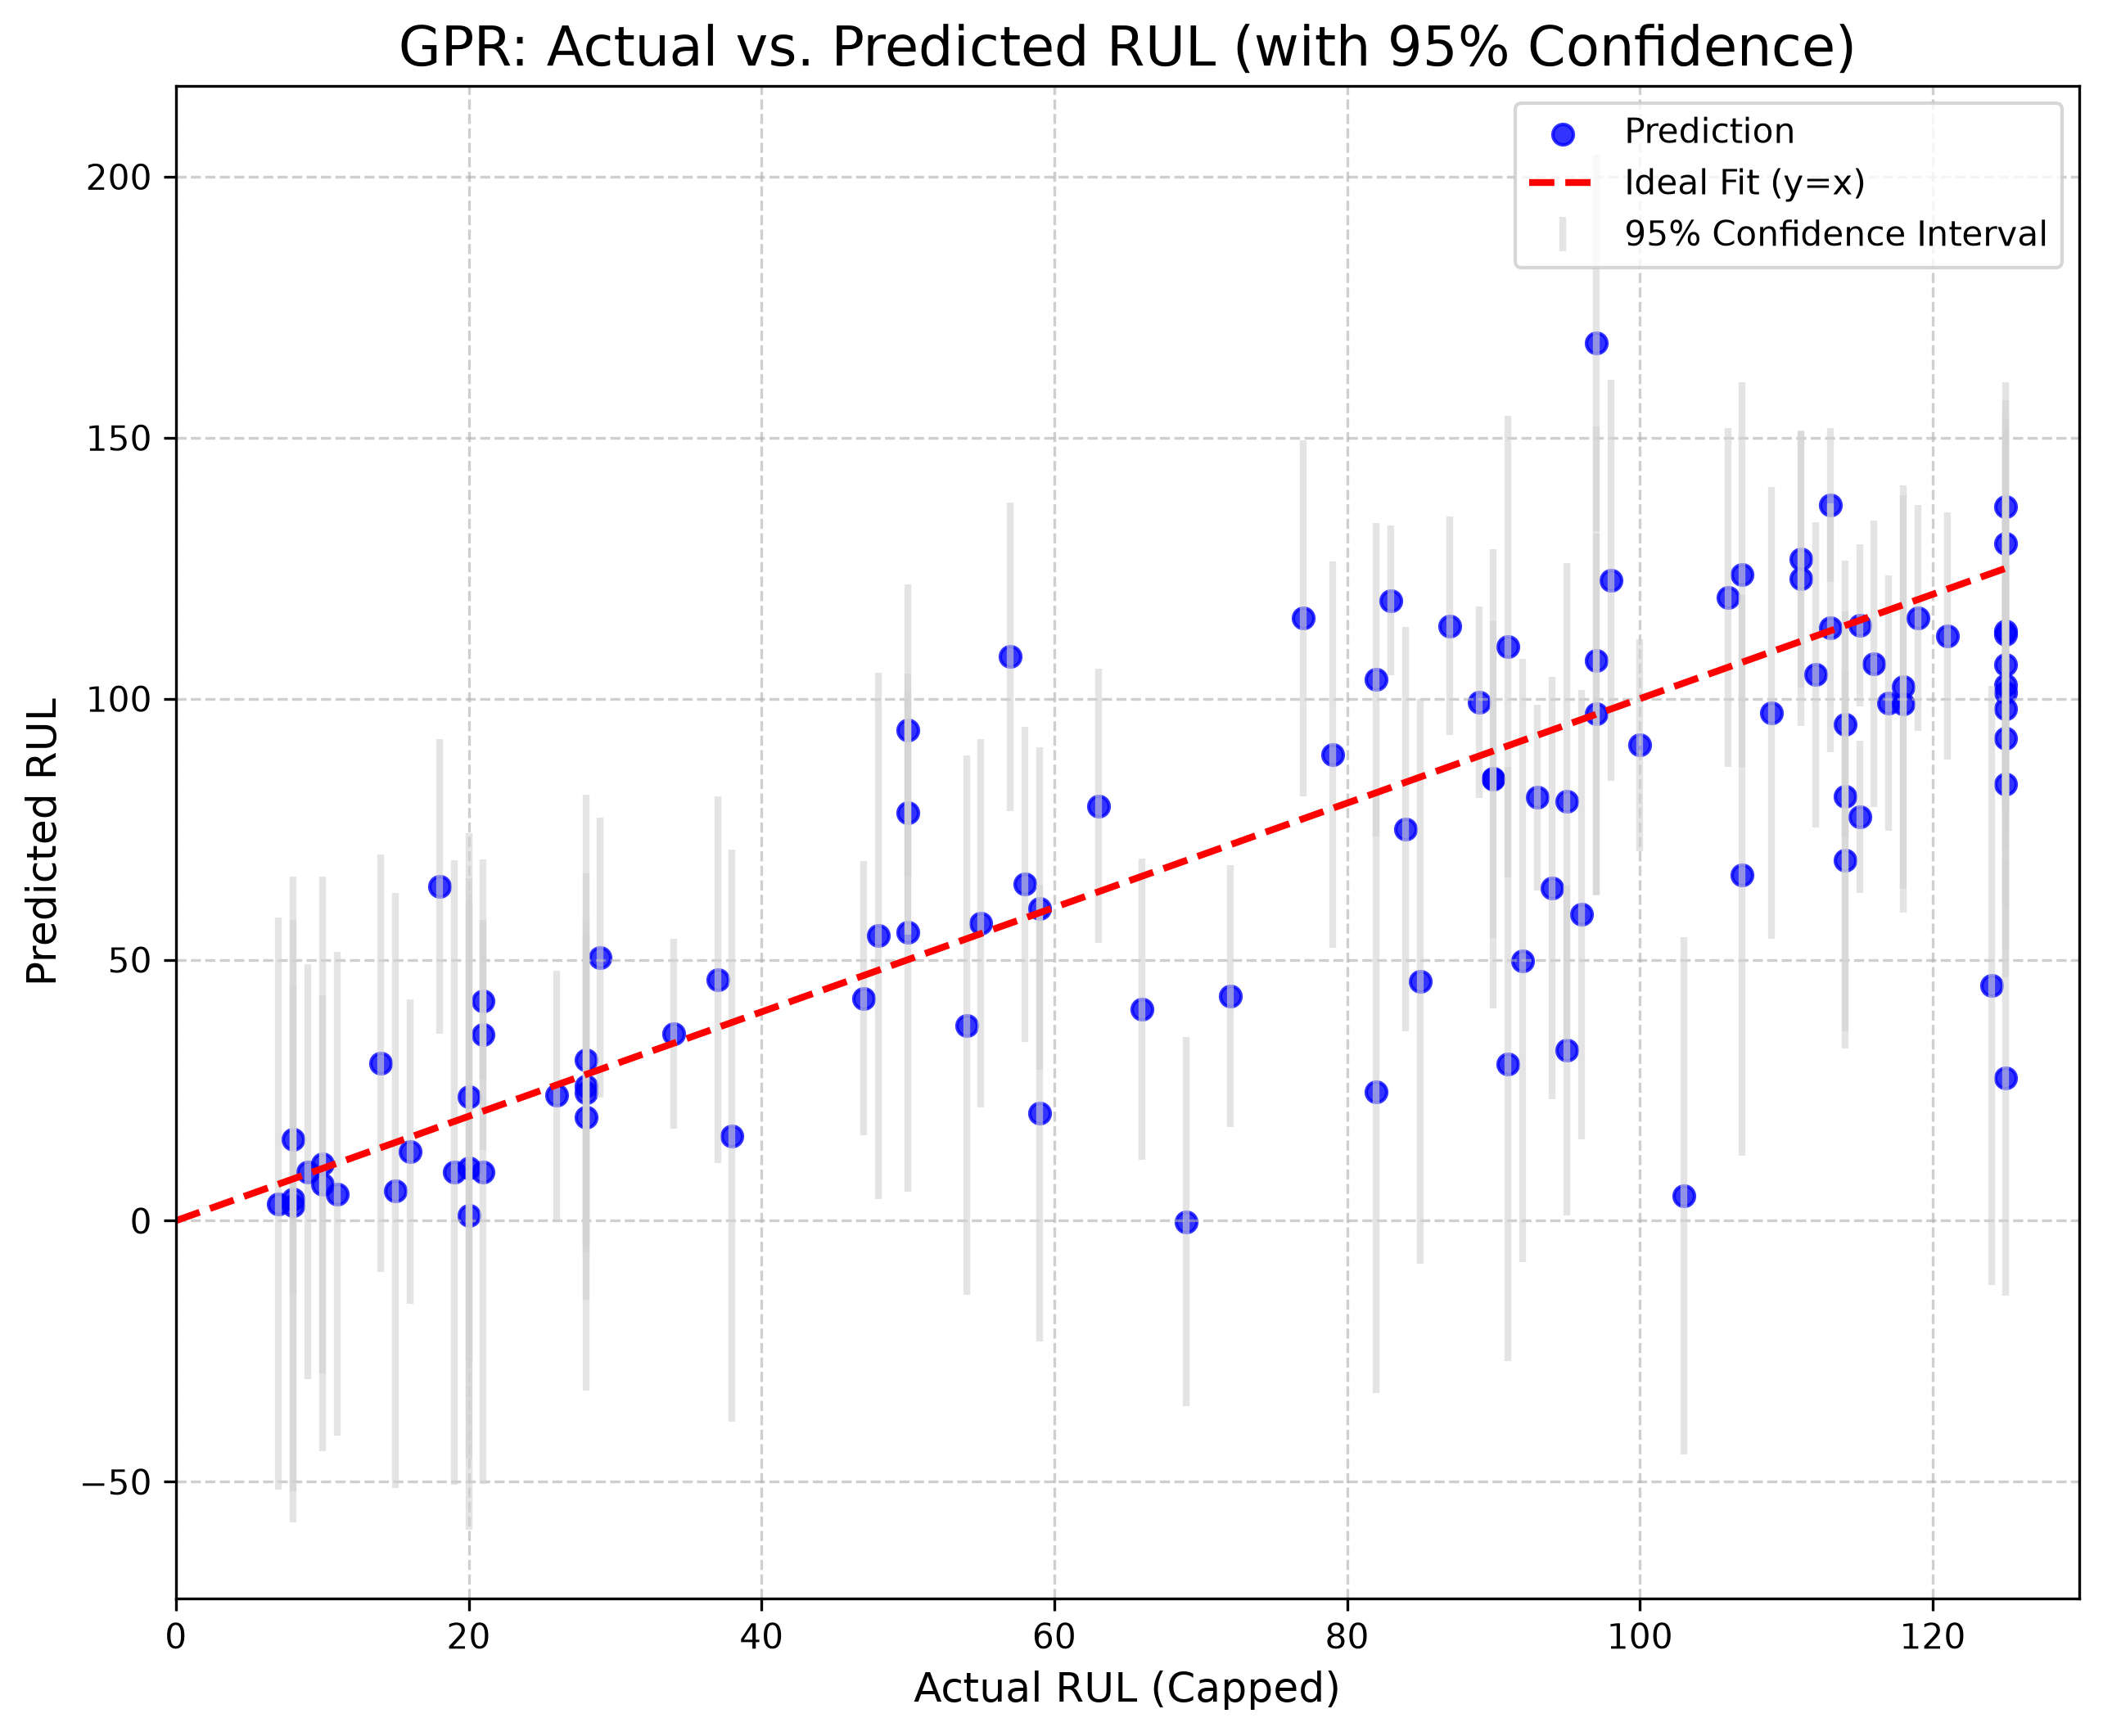 GPR: Actual vs. Predicted RUL (with 95% Confidence)
Prediction
Ideal Fit (y=x)
95% Confidence Interval
Predicted RUL
200
150
100
50
0
−50
0 20 40 60 80 100 120
Actual RUL (Capped)